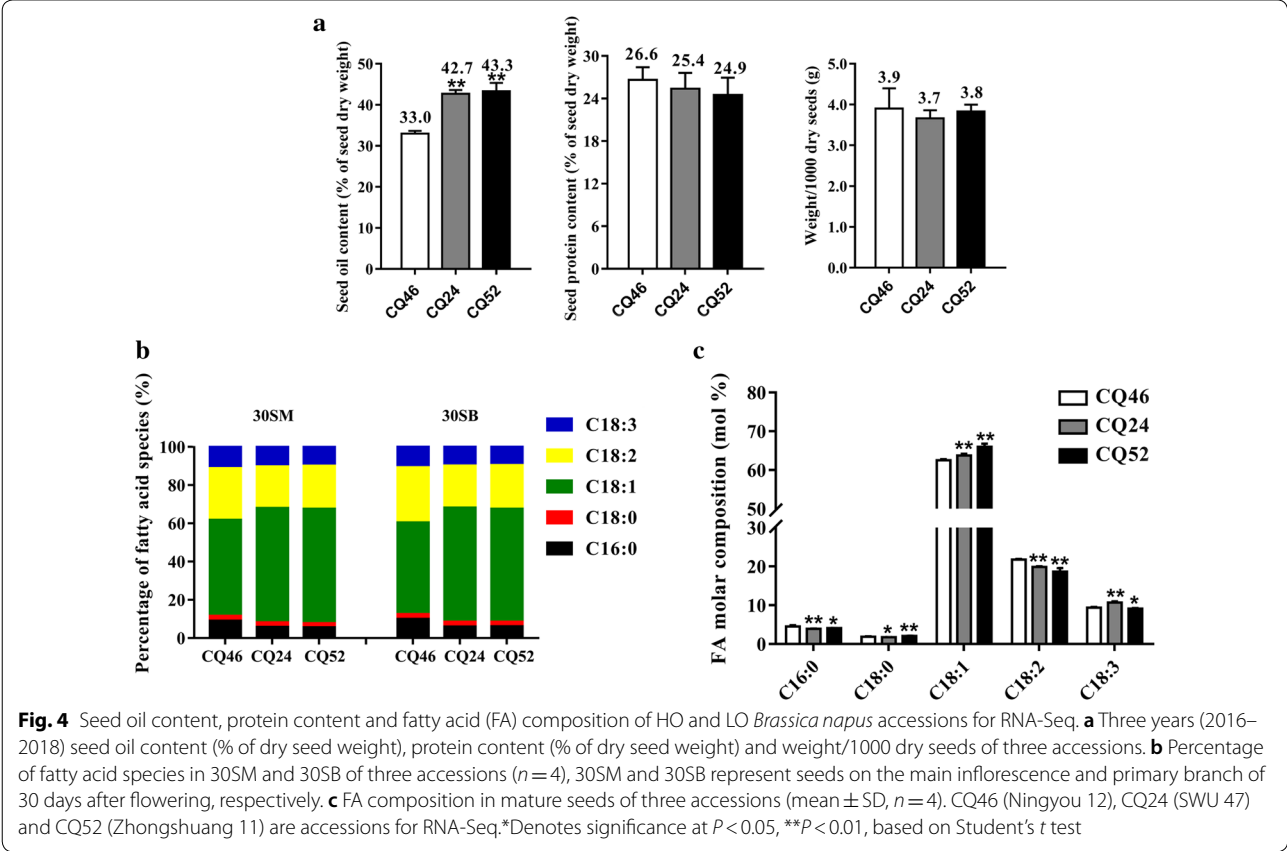 a
Seed oil content (% of seed dry weight)
50
40
30
20
10
0
33.0
42.7
**
43.3
**
CQ46
CQ24
CQ52
Seed protein content (% of seed dry weight)
30
24
18
12
6
0
26.6
25.4
24.9
CQ46
CQ24
CQ52
Weight/1000 dry seeds (g)
5.0
4.0
3.0
2.0
1.0
0.0
3.9
3.7
3.8
CQ46
CQ24
CQ52
b
Percentage of fatty acid species (%)
100
80
60
40
20
0
30SM
30SB
CQ46 CQ24 CQ52
CQ46 CQ24 CQ52
C18:3
C18:2
C18:1
C18:0
C16:0
c
FA molar composition (mol %)
80
70
60
50
30
20
10
0
CQ46
CQ24
CQ52
** *
* **
** **
** **
** *
C16:0
C18:0
C18:1
C18:2
C18:3
Fig. 4 Seed oil content, protein content and fatty acid (FA) composition of HO and LO Brassica napus accessions for RNA-Seq. a Three years (2016–
2018) seed oil content (% of dry seed weight), protein content (% of dry seed weight) and weight/1000 dry seeds of three accessions. b Percentage
of fatty acid species in 30SM and 30SB of three accessions (n = 4), 30SM and 30SB represent seeds on the main inflorescence and primary branch of
30 days after flowering, respectively. c FA composition in mature seeds of three accessions (mean ± SD, n = 4). CQ46 (Ningyou 12), CQ24 (SWU 47)
and CQ52 (Zhongshuang 11) are accessions for RNA-Seq.*Denotes significance at P < 0.05, **P < 0.01, based on Student's t test